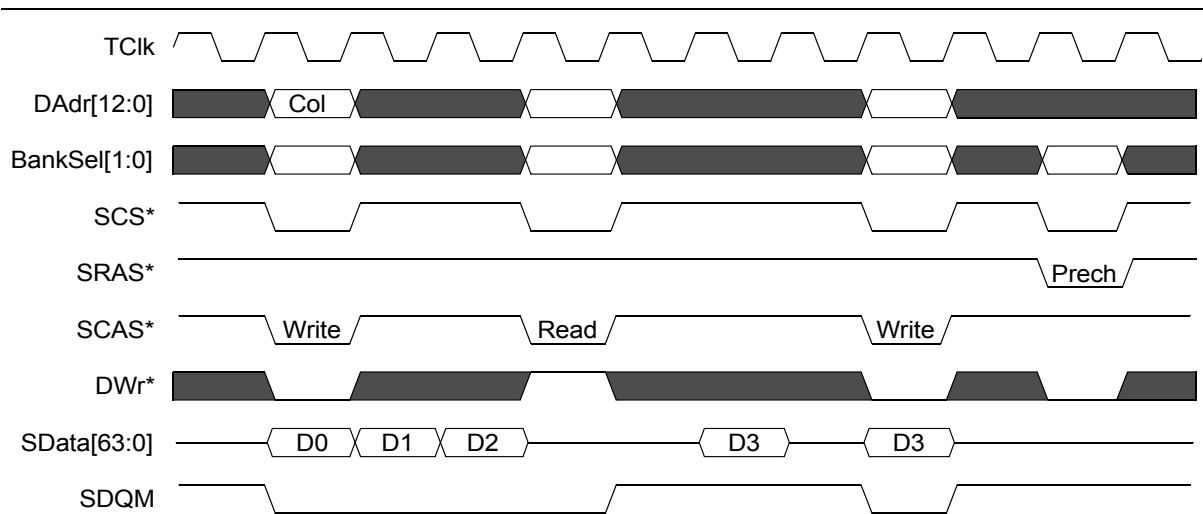 TClk
DAdr[12:0] Col
BankSel[1:0]
SCS*
SRAS* Prech
SCAS* Write Read Write
DWr*
SData[63:0] D0 D1 D2 D3 D3
SDQM